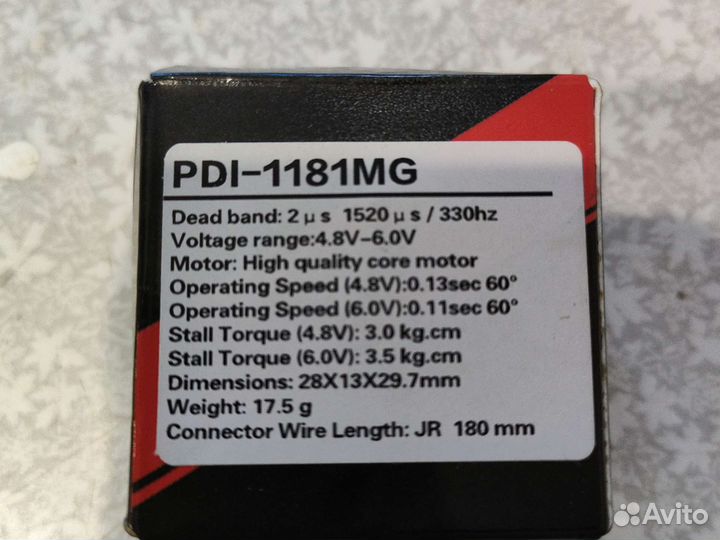 PDI-1181MG
Dead band: 2μs 1520μs/330hz
Voltage range:4.8V-6.0V
Motor: High quality core motor
Operating Speed (4.8V):0.13sec 60°
Operating Speed (6.0V):0.11sec 60°
Stall Torque (4.8V): 3.0 kg.cm
Stall Torque (6.0V): 3.5 kg.cm
Dimensions: 28X13X29.7mm
Weight: 17.5 g
Connector Wire Length: JR 180 mm
Avito